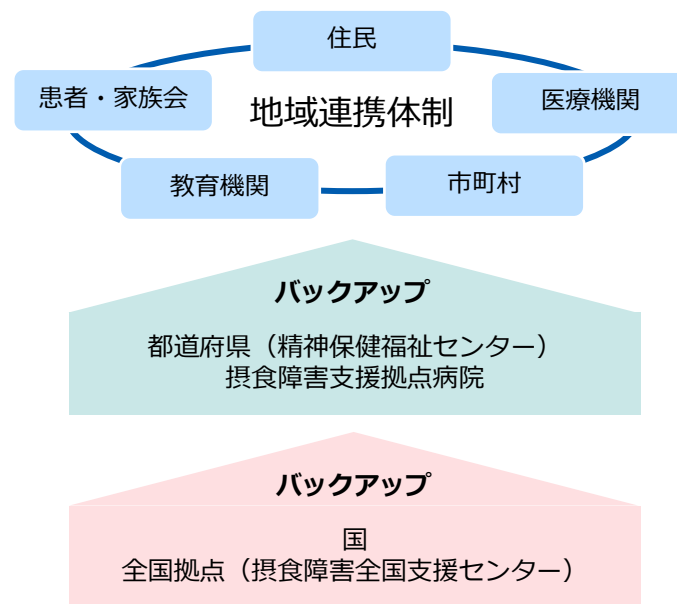 住民
患者・家族会
地域連携体制
医療機関
教育機関
市町村
バックアップ
都道府県（精神保健福祉センター）
摂食障害支援拠点病院
バックアップ
国
全国拠点（摂食障害全国支援センター）